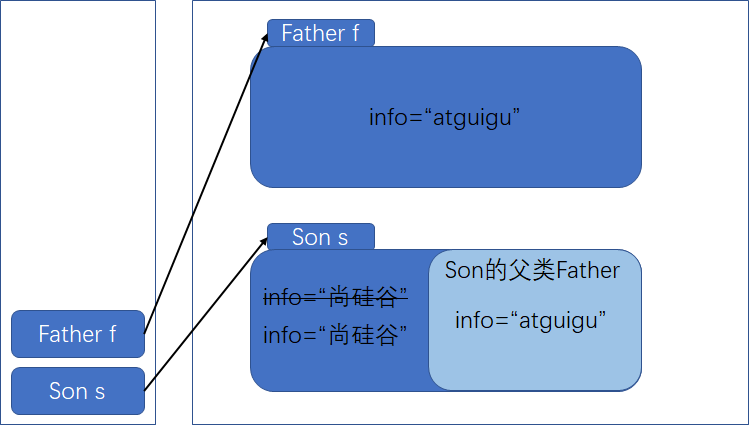 Father f
info=“atguigu”
Son s
Son的父类Father
info=“尚硅谷”
info=“尚硅谷”
info=“atguigu”
Father f
Son s